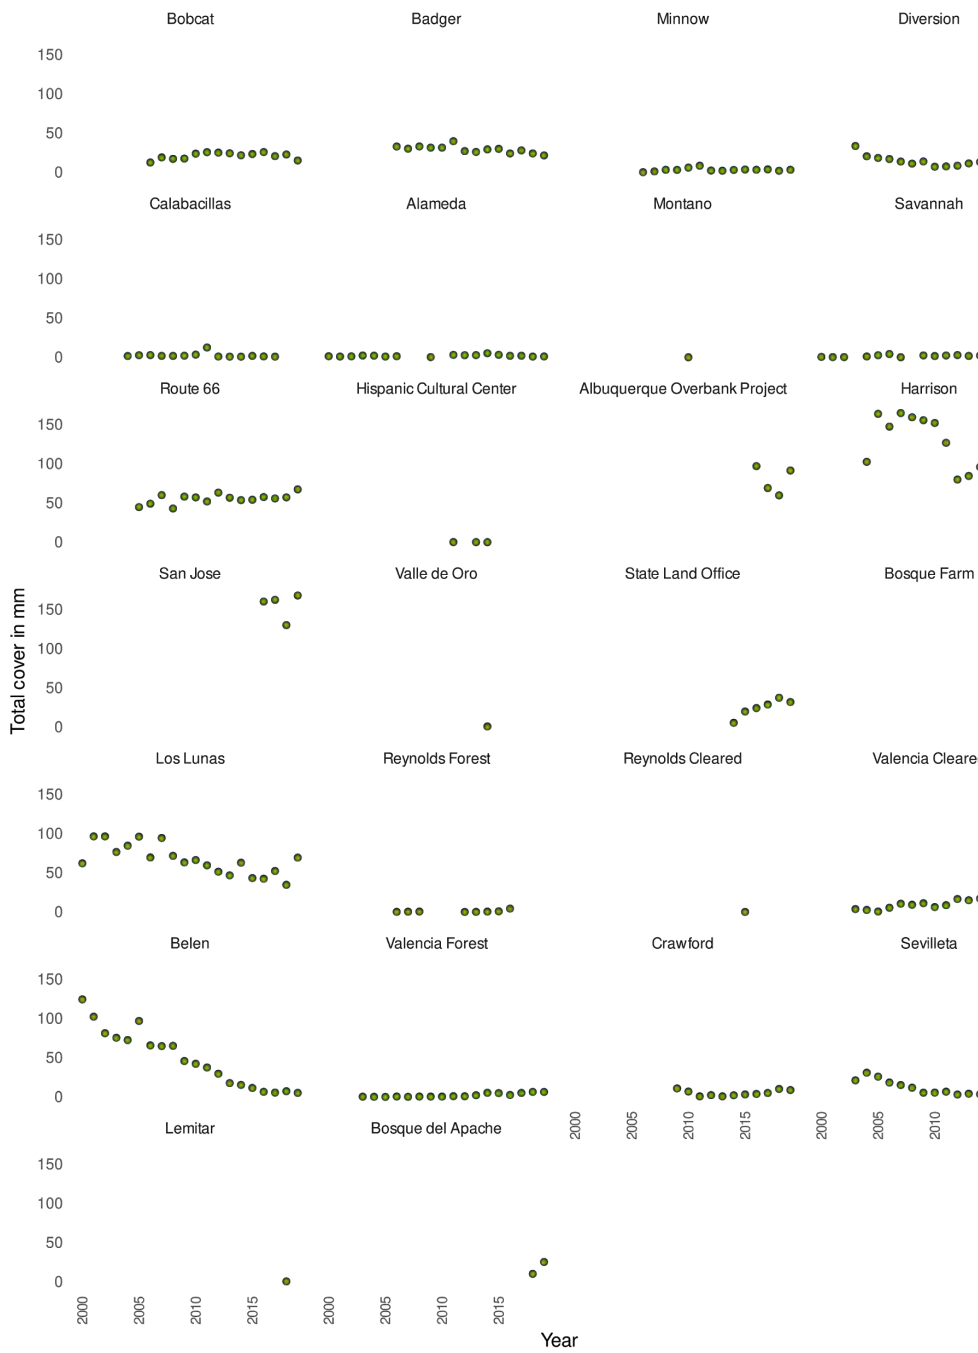 Bobcat Badger Minnow Diversion
150
100
50
0
Calabacillas Alameda Montano Savannah
150
100
50
0
Route 66 Hispanic Cultural Center Albuquerque Overbank Project Harrison
150
100
50
0
San Jose Valle de Oro State Land Office Bosque Farm
150
100
50
0
Total cover in mm
Los Lunas Reynolds Forest Reynolds Cleared Valencia Cleare
150
100
50
0
Belen Valencia Forest Crawford Sevilleta
150
100
50
0
2000 2005 2010 2015 2000 2005 2010
Lemitar Bosque del Apache
150
100
50
0
2000 2005 2010 2015 2000 2005 2010 2015
Year